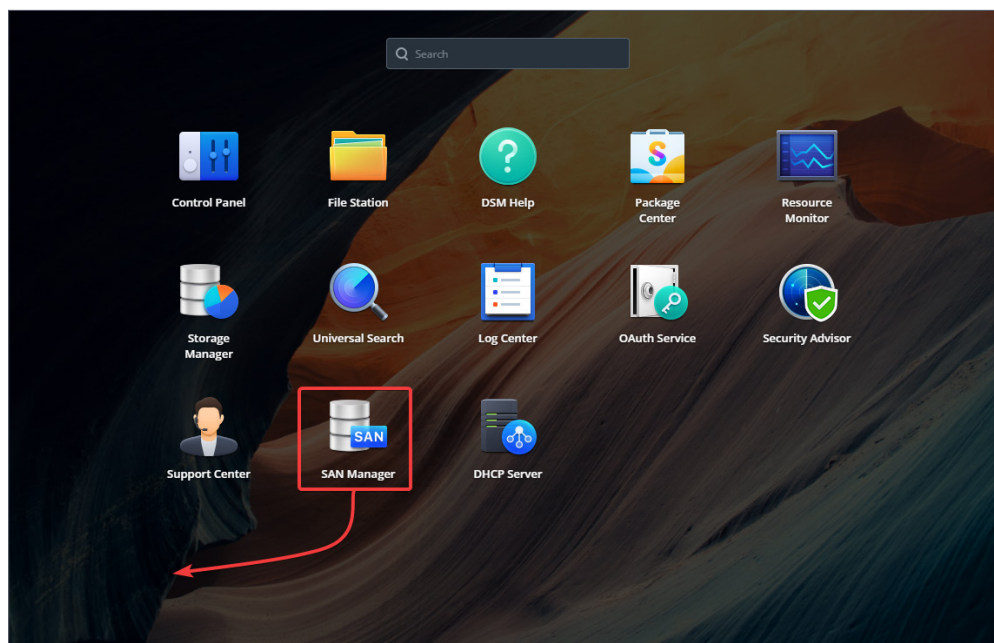 Search
Control Panel
File Station
DSM Help
Package
Center
Resource
Monitor
Storage
Manager
Universal Search
Log Center
OAuth Service
Security Advisor
Support Center
SAN
SAN Manager
DHCP Server